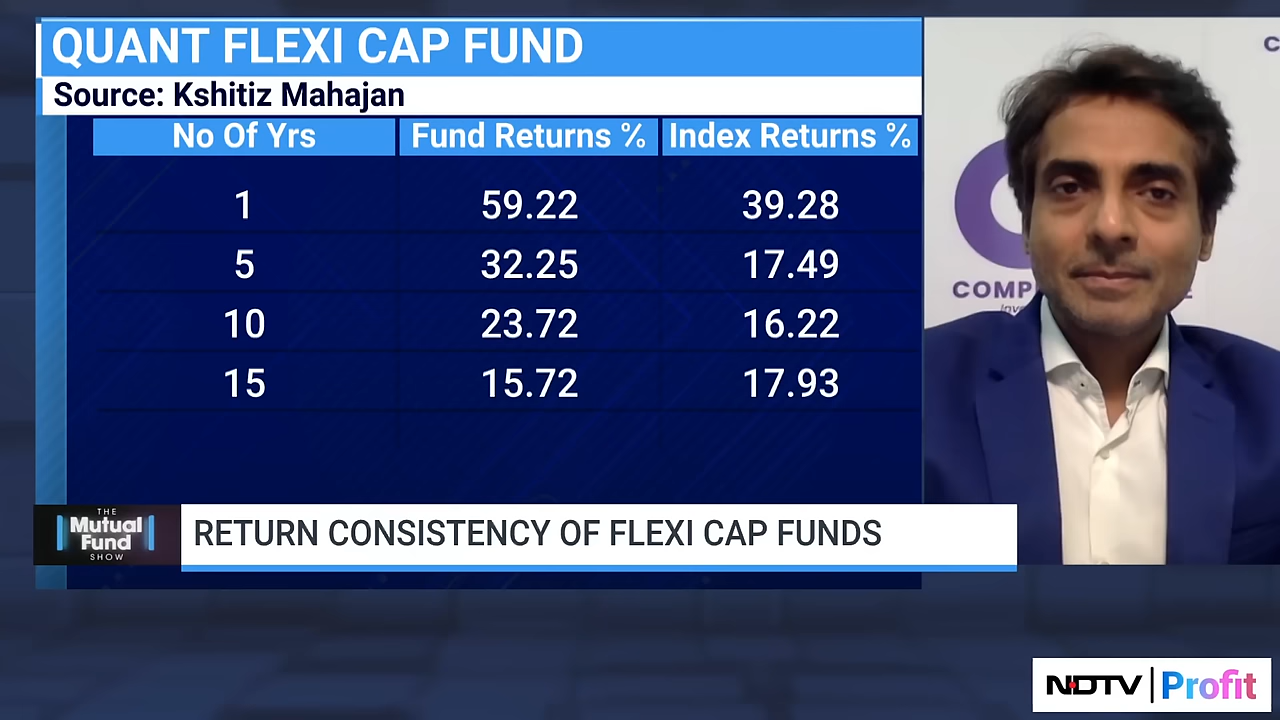 QUANT FLEXI CAP FUND
Source: Kshitiz Mahajan
No Of Yrs Fund Returns % Index Returns %
1 59.22 39.28
5 32.25 17.49
10 23.72 16.22
15 15.72 17.93
THE
Mutual
Fund
SHOW
RETURN CONSISTENCY OF FLEXI CAP FUNDS
C
COMP E
Inve
NDTV Profit